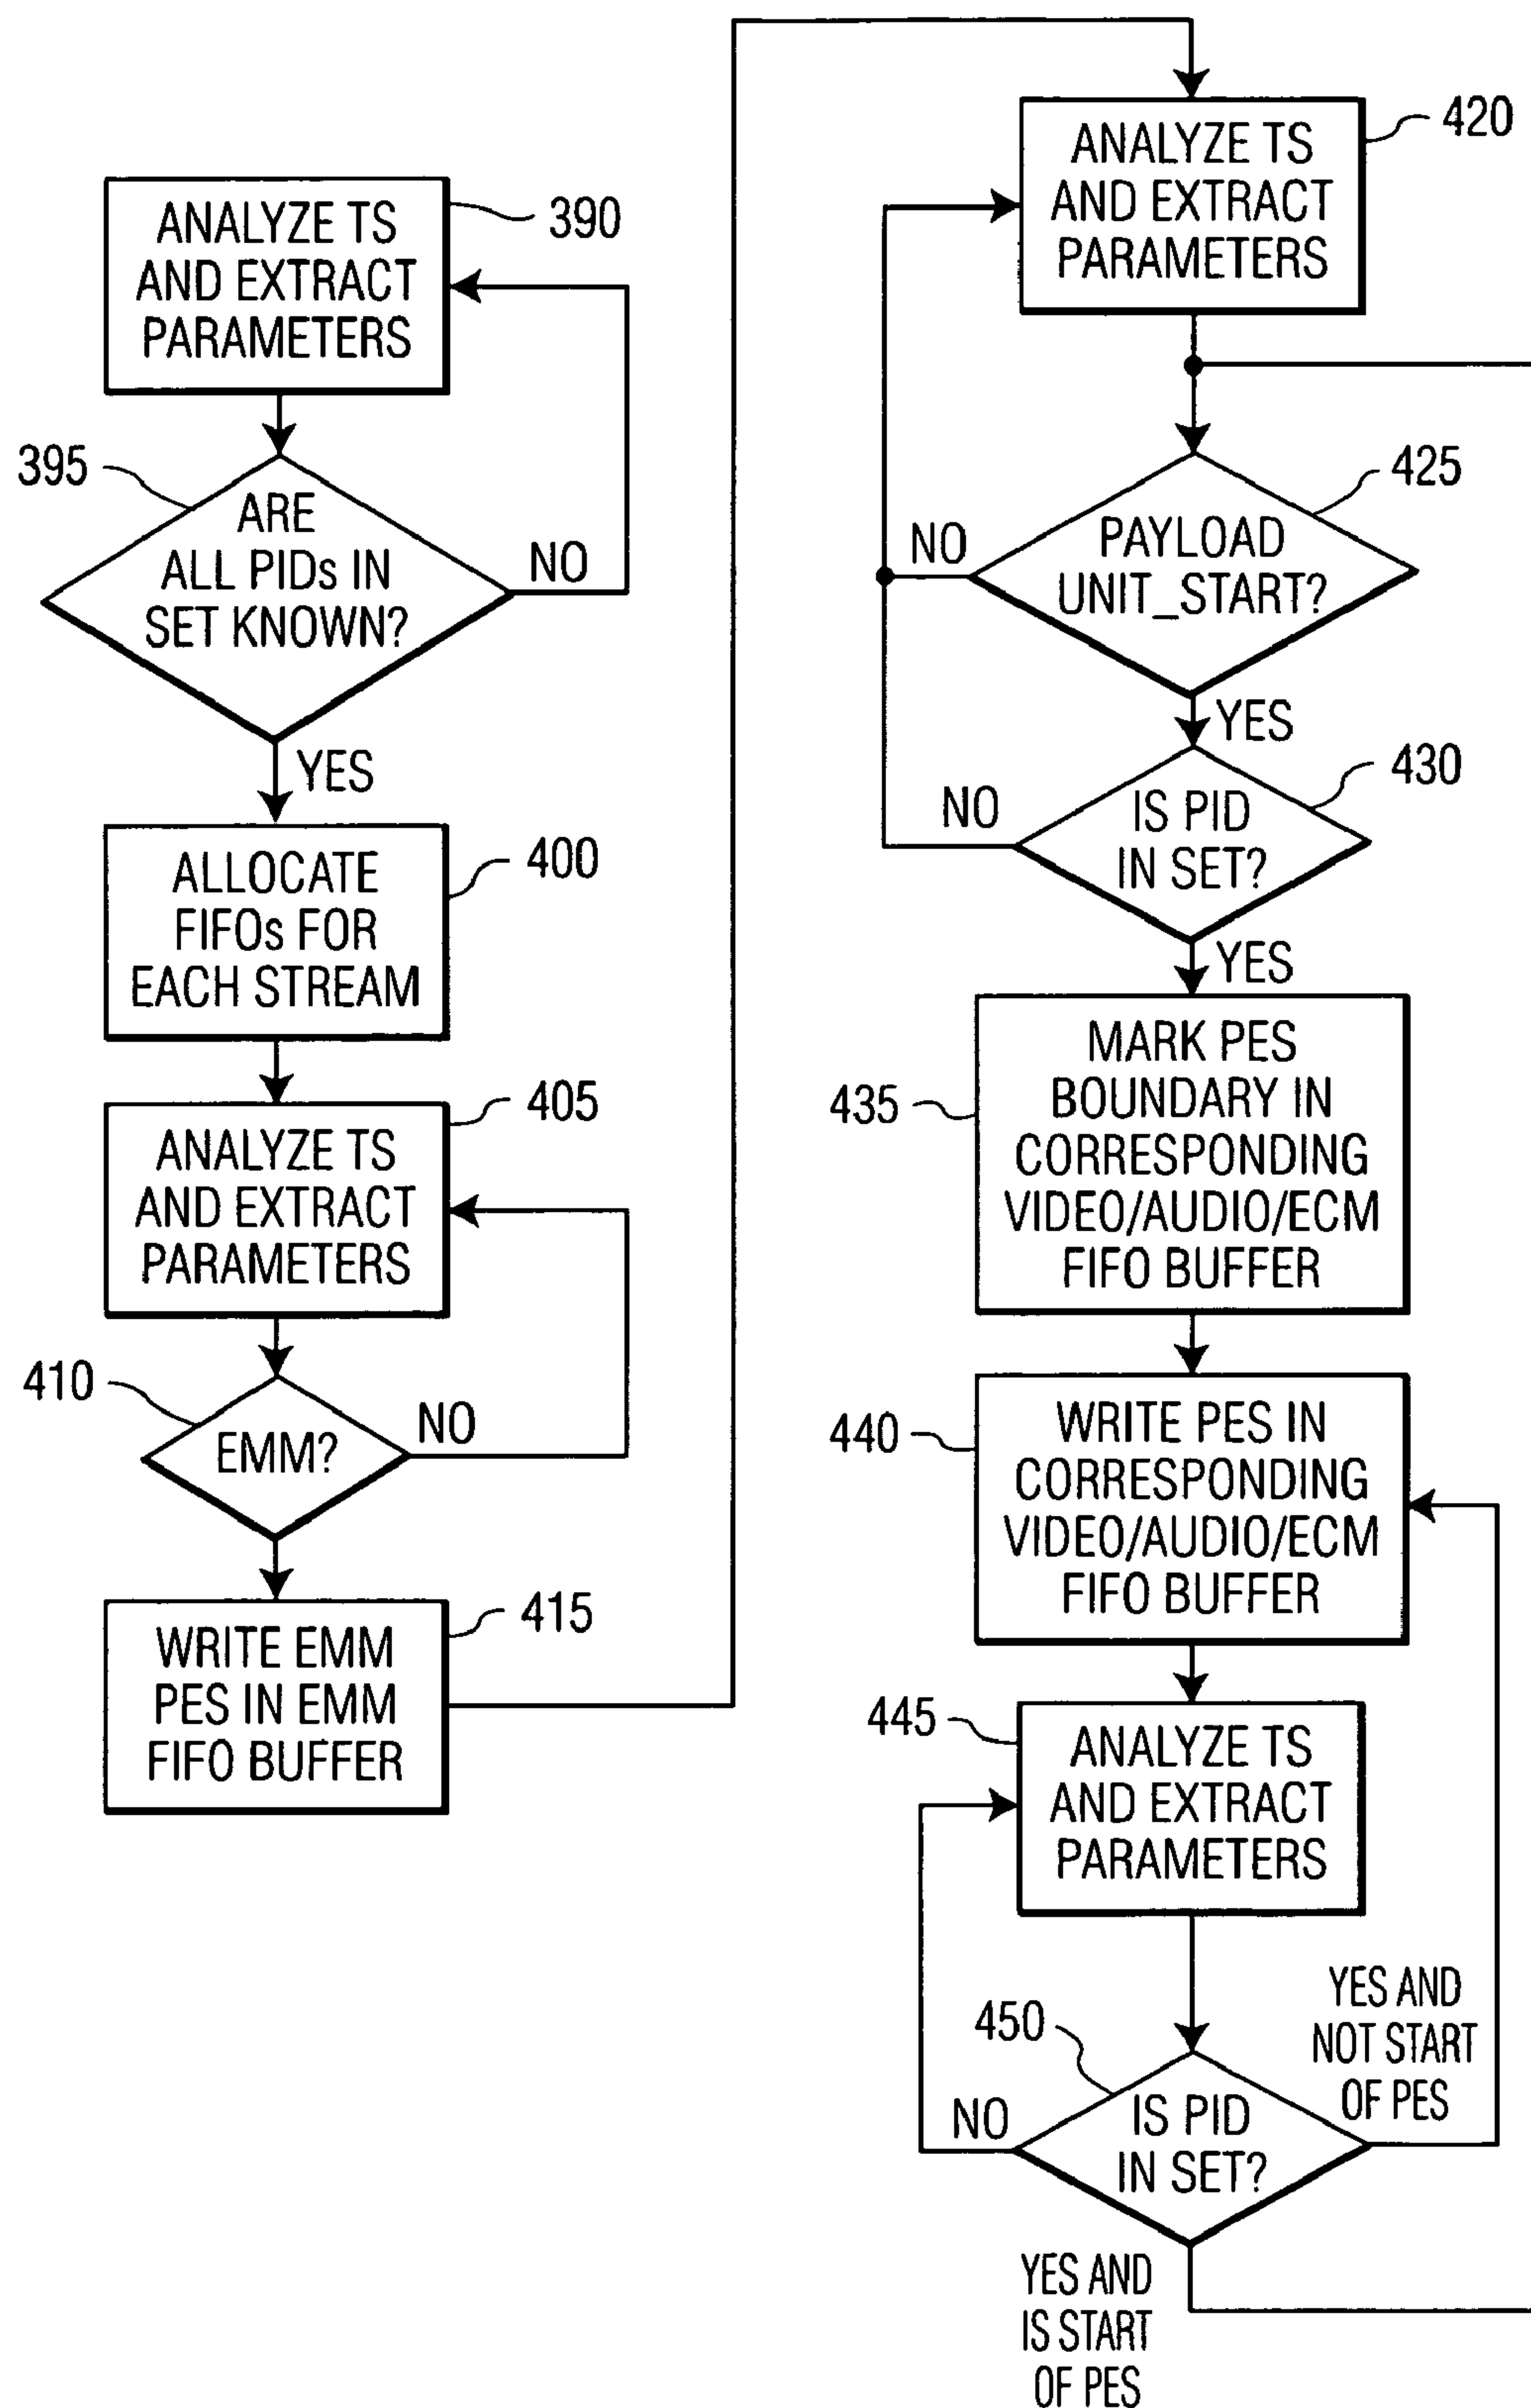 ANALYZE TS
AND EXTRACT
PARAMETERS
390
395
ARE
ALL PIDs IN
SET KNOWN?
NO
YES
ALLOCATE
FIFOs FOR
EACH STREAM
400
ANALYZE TS
AND EXTRACT
PARAMETERS
405
410
EMM?
NO
WRITE EMM
PES IN EMM
FIFO BUFFER
415
ANALYZE TS
AND EXTRACT
PARAMETERS
420
PAYLOAD
UNIT_START?
425
NO
YES
IS PID
IN SET?
430
NO
YES
MARK PES
BOUNDARY IN
CORRESPONDING
VIDEO/AUDIO/ECM
FIFO BUFFER
435
WRITE PES IN
CORRESPONDING
VIDEO/AUDIO/ECM
FIFO BUFFER
440
445
ANALYZE TS
AND EXTRACT
PARAMETERS
450
IS PID
IN SET?
NO
YES AND
NOT START
OF PES
YES AND
IS START
OF PES